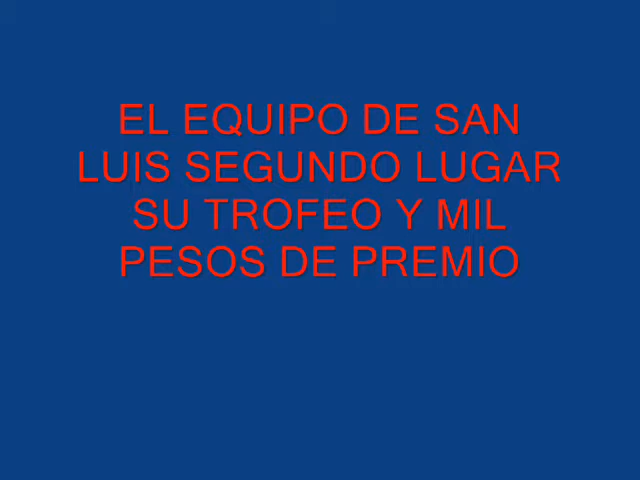 EL EQUIPO DE SAN
LUIS SEGUNDO LUGAR
SU TROFEO Y MIL
PESOS DE PREMIO